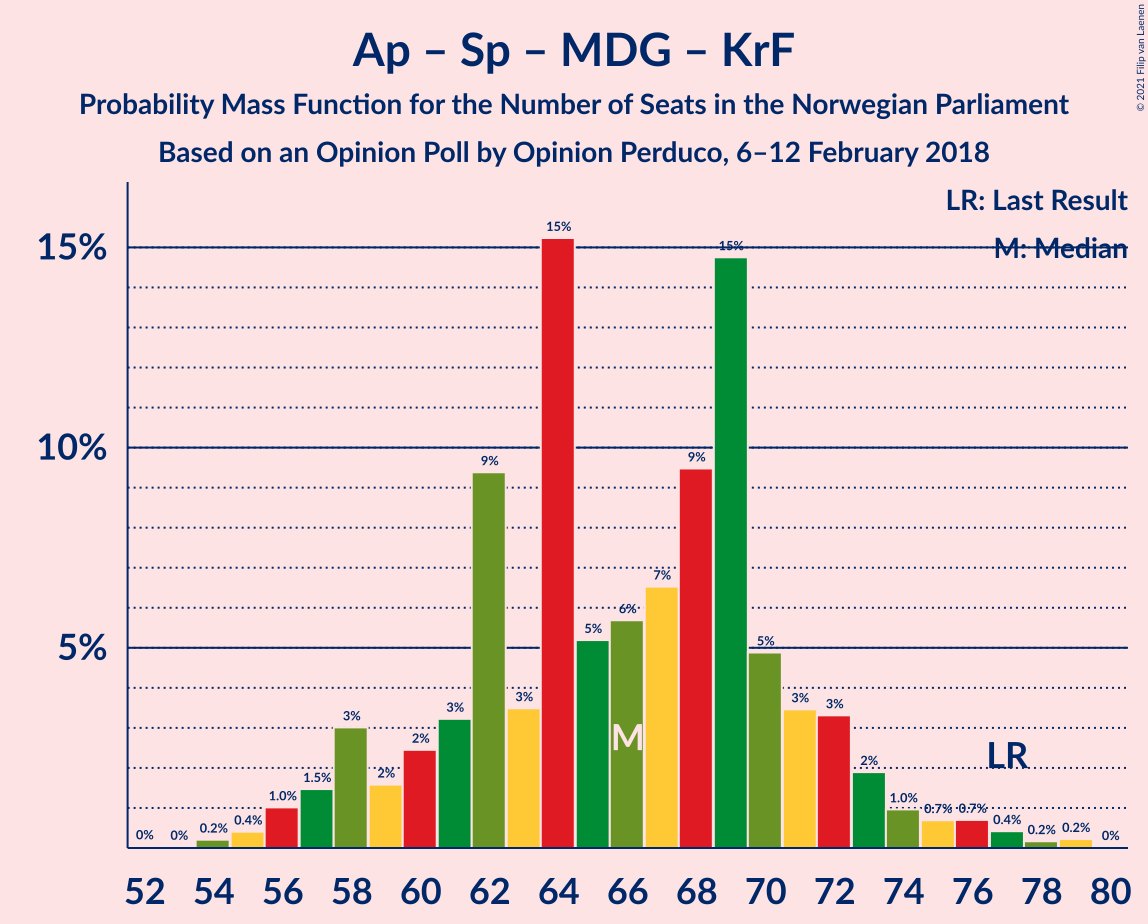 Ap – Sp – MDG – KrF
Probability Mass Function for the Number of Seats in the Norwegian Parliament
Based on an Opinion Poll by Opinion Perduco, 6–12 February 2018
© 2021 Filip van Laenen
LR: Last Result
M: Median
15%
10%
5%
0% 0% 0.2% 0.4% 1.0% 1.5% 3% 2% 2% 3% 9% 3% 15% 5% 6% 7% 9% 15% 5% 3% 3% 2% 1.0% 0.7% 0.7% 0.4% 0.2% 0.2% 0%
M
LR
52 54 56 58 60 62 64 66 68 70 72 74 76 78 80